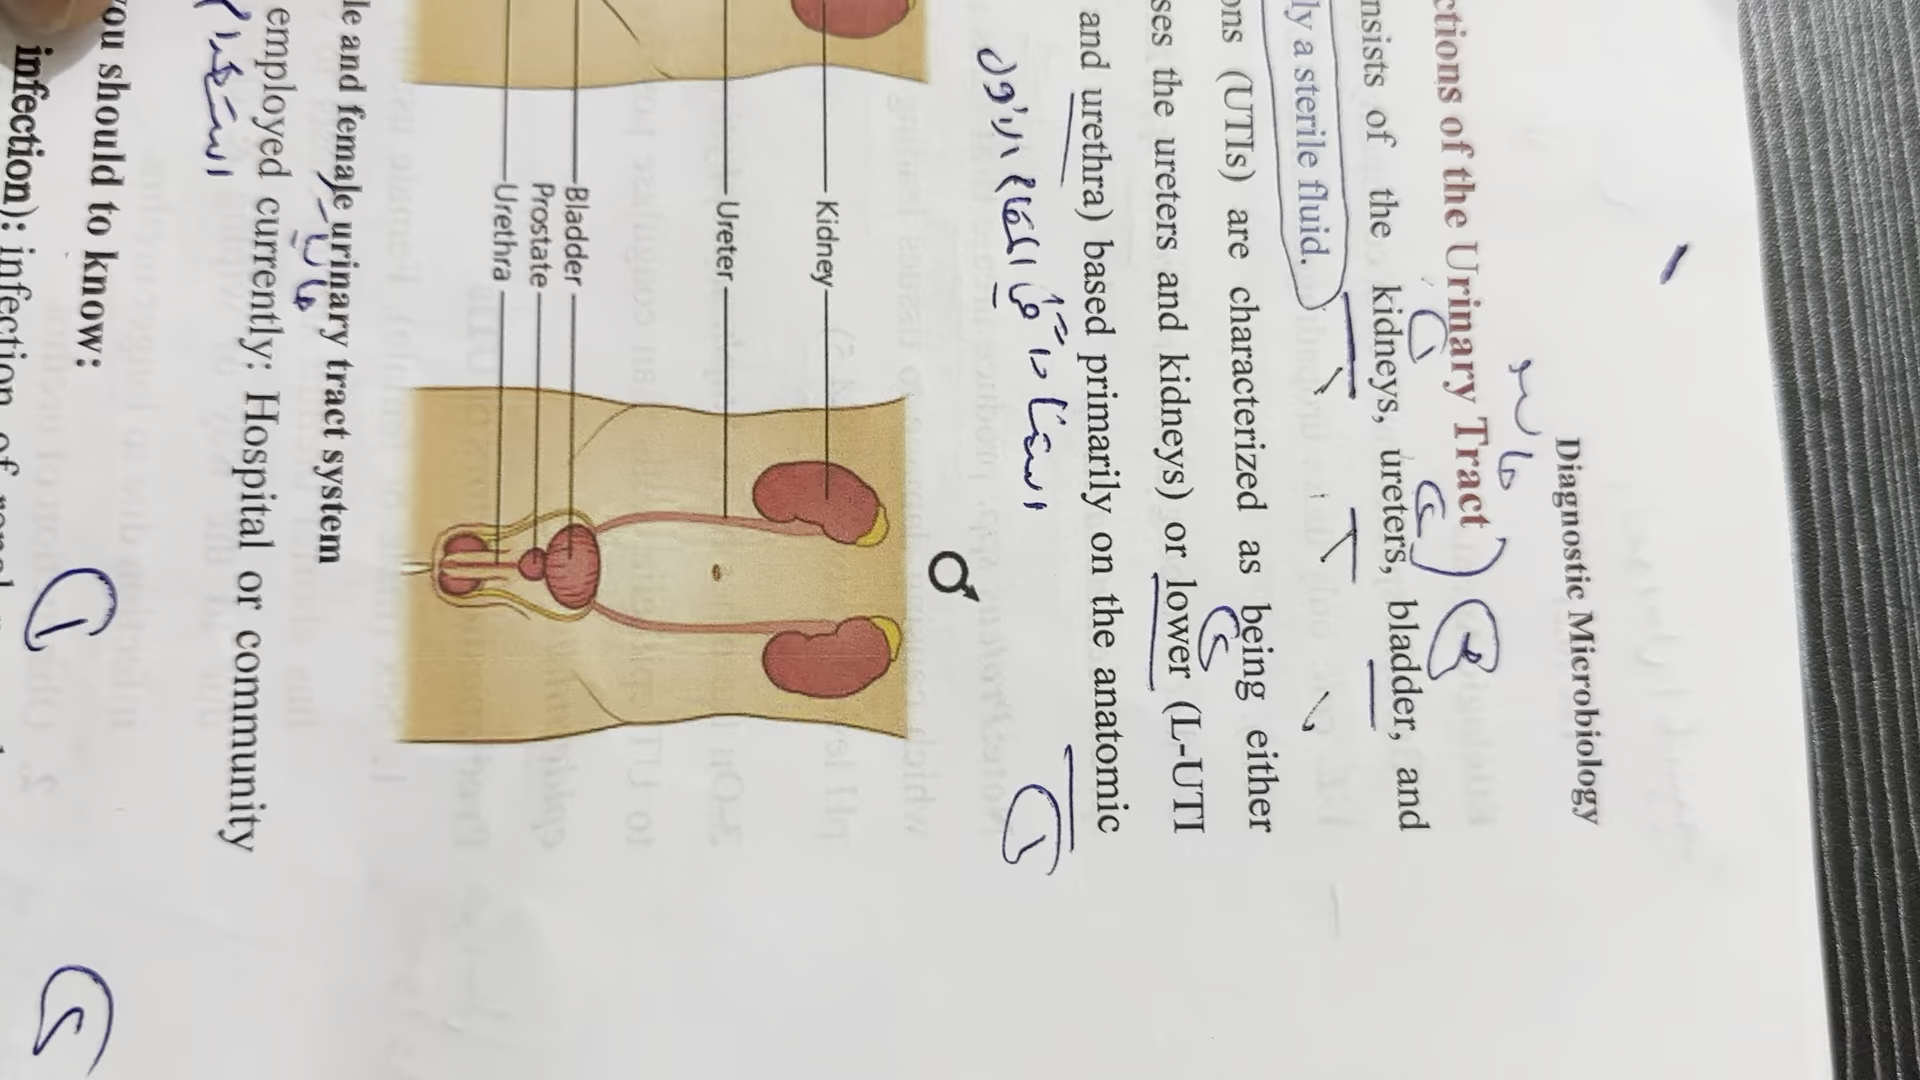 Diagnostic Microbiology
ctions of the Urinary Tract
nsists of the kidneys, ureters, bladder, and
ly a sterile fluid.
ons (UTIs) are characterized as being either
ses the ureters and kidneys) or lower (L-UTI
and urethra) based primarily on the anatomic
Kidney
Ureter
Bladder
Prostate
Urethra
le and female urinary tract system
employed currently: Hospital or community
ou should to know:
infection): infection of renal